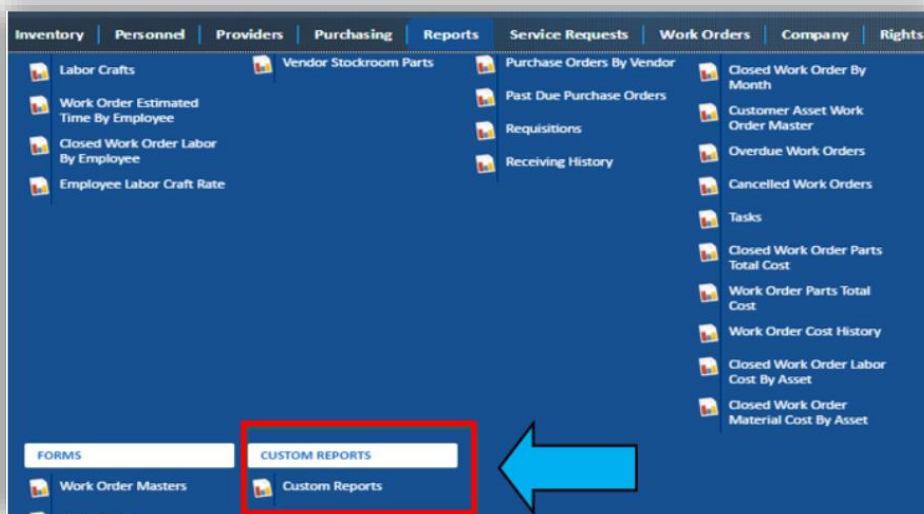 Inventory Personnel Providers Purchasing Reports Service Requests Work Orders Company Rights
Labor Crafts
Work Order Estimated
Time By Employee
Closed Work Order Labor
By Employee
Employee Labor Craft Rate
Vendor Stockroom Parts
Purchase Orders By Vendor
Past Due Purchase Orders
Requisitions
Receiving History
Closed Work Order By
Month
Customer Asset Work
Order Master
Overdue Work Orders
Cancelled Work Orders
Tasks
Closed Work Order Parts
Total Cost
Work Order Parts Total
Cost
Work Order Cost History
Closed Work Order Labor
Cost By Asset
Closed Work Order
Material Cost By Asset
FORMS
Work Order Masters
CUSTOM REPORTS
Custom Reports